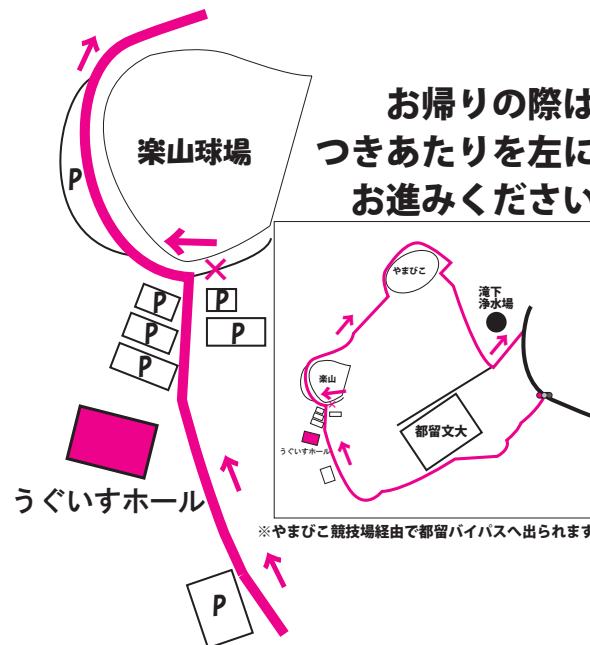 お帰りの際は
つきあたりを左に
お進みください
楽山球場
P
P
P
P
P
P
うぐいすホール
P
やまびこ
滝下
浄水場
楽山
うぐいすホール
都留文大
※やまびこ競技場経由で都留バイパスへ出られます